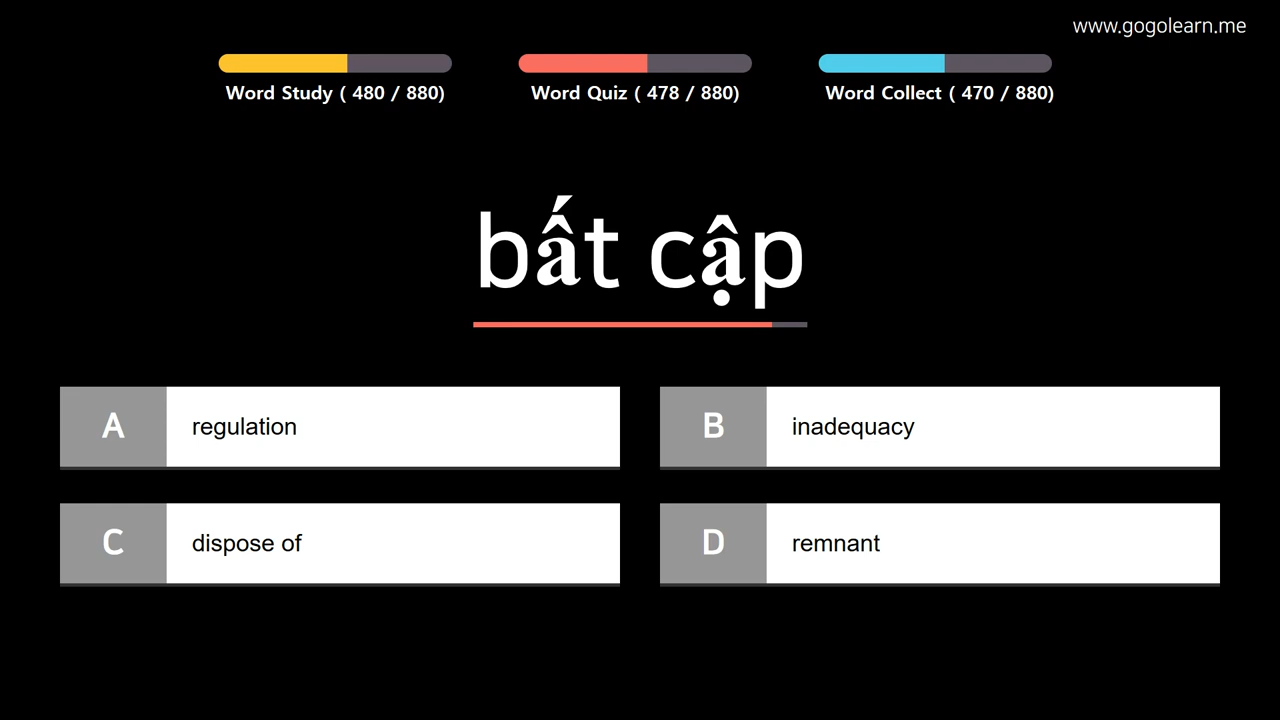 www.gogolearn.me
Word Study ( 480 / 880)
Word Quiz ( 478 / 880)
Word Collect ( 470 / 880)
bất cập
A
regulation
B
inadequacy
C
dispose of
D
remnant